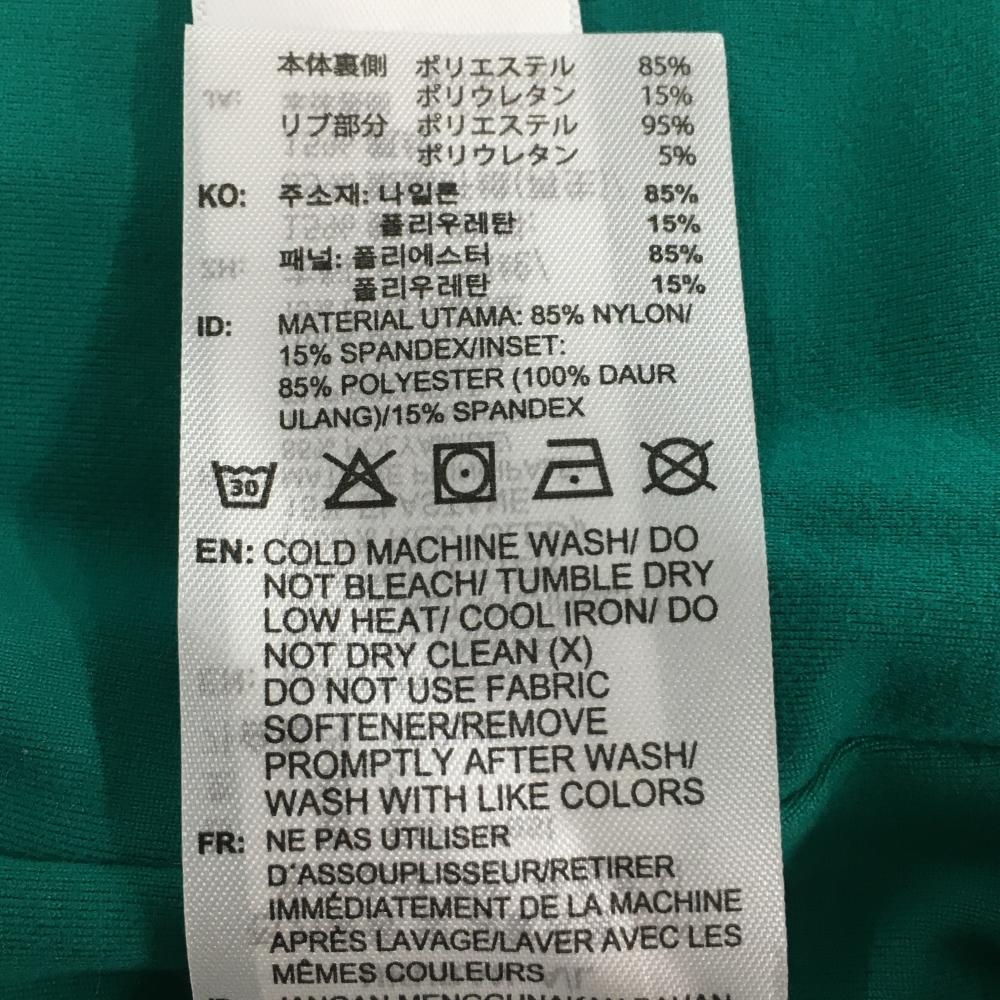 本体裏側 ポリエステル 85%
ポリウレタン 15%
リブ部分 ポリエステル 95%
ポリウレタン 5%
KO: 주소재: 나일론 85%
폴리우레탄 15%
패널: 폴리에스터 85%
폴리우레탄 15%
ID: MATERIAL UTAMA: 85% NYLON/
15% SPANDEX/INSET:
85% POLYESTER (100% DAUR
ULANG)/15% SPANDEX
30
EN: COLD MACHINE WASH/ DO
NOT BLEACH/ TUMBLE DRY
LOW HEAT/ COOL IRON/ DO
NOT DRY CLEAN (X)
DO NOT USE FABRIC
SOFTENER/REMOVE
PROMPTLY AFTER WASH/
WASH WITH LIKE COLORS
FR: NE PAS UTILISER
D'ASSOUPLISSEUR/RETIRER
IMMÉDIATEMENT DE LA MACHINE
APRÈS LAVAGE/LAVER AVEC LES
MÊMES COULEURS